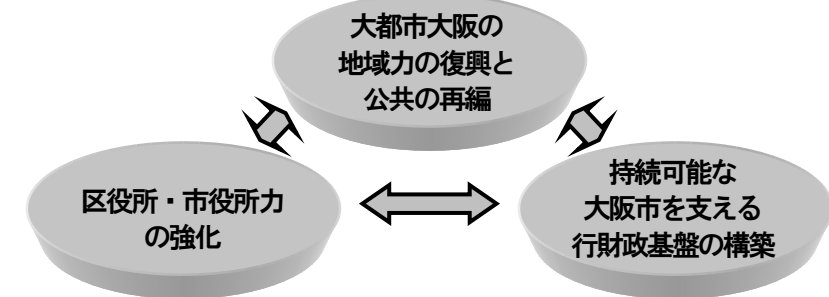 大都市大阪の
地域力の復興と
公共の再編
区役所・市役所力
の強化
持続可能な
大阪市を支える
行財政基盤の構築